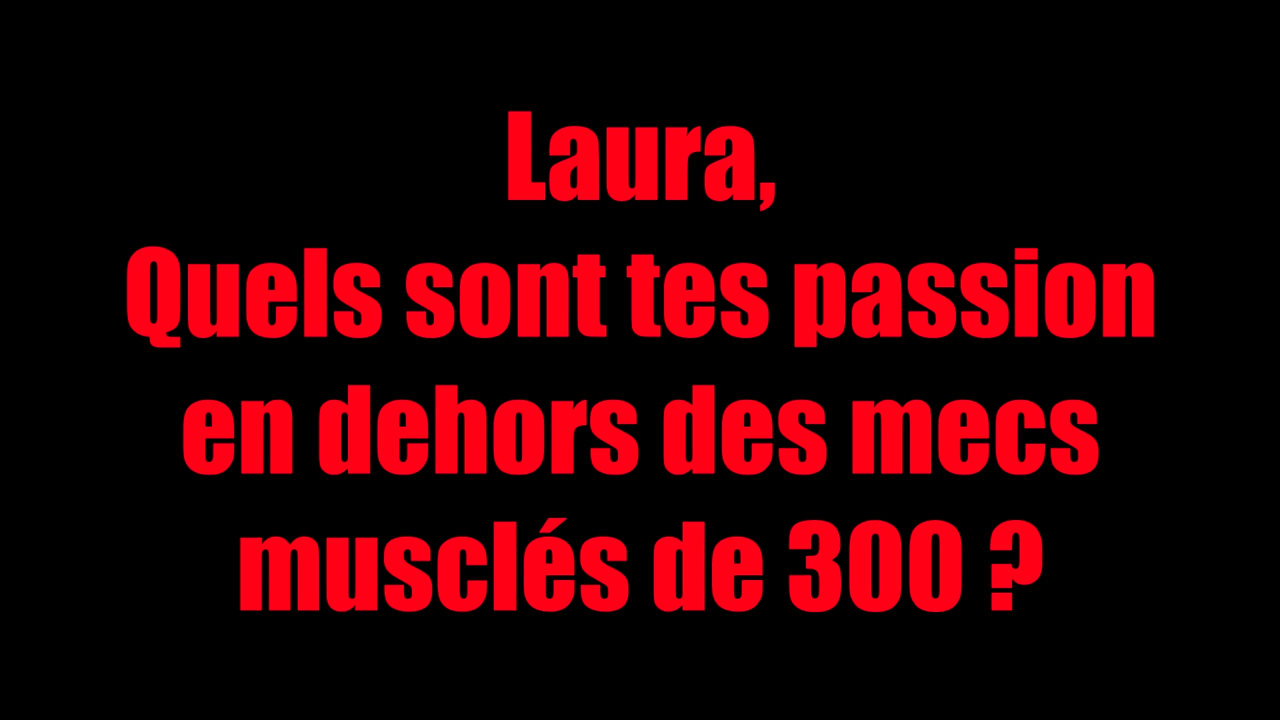 Laura,
Quels sont tes passion
en dehors des mecs
musclés de 300 ?